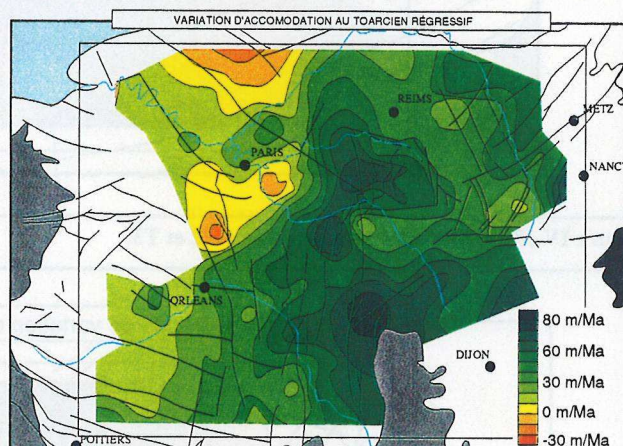 VARIATION D'ACCOMODATION AU TOARCIEN RÉGRESSIF
REIMS
METZ
PARIS
NANCY
ORLEANS
DIJON
POITIERS
80 m/Ma
60 m/Ma
30 m/Ma
0 m/Ma
-30 m/Ma